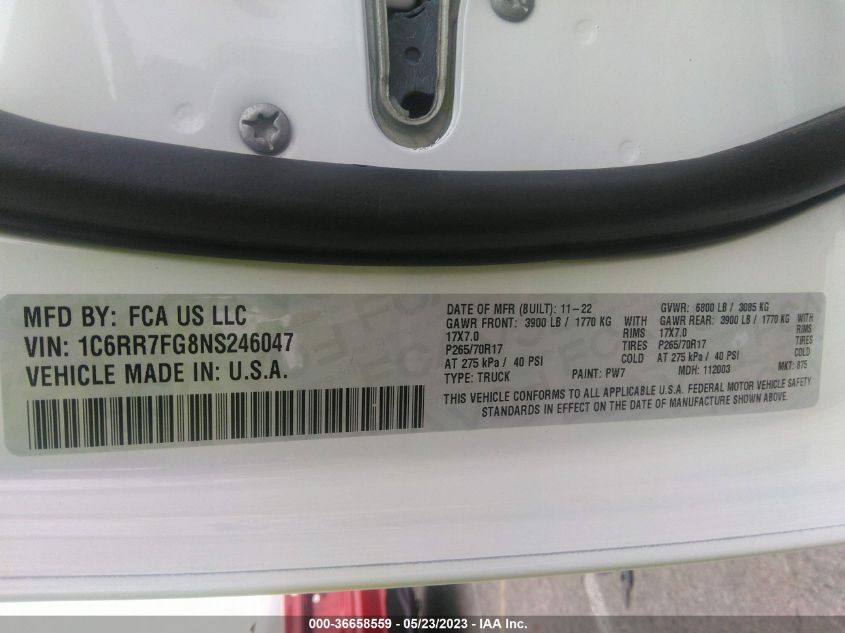 MFD BY: FCA US LLC
VIN: 1C6RR7FG8NS246047
VEHICLE MADE IN: U.S.A.
DATE OF MFR (BUILT): 11-22 GVWR: 6800 LB / 3085 KG
GAWR FRONT: 3900 LB / 1770 KG WITH GAWR REAR: 3900 LB / 1770 KG WITH
17X7.0 RIMS 17X7.0 RIMS
P265/70R17 TIRES P265/70R17 TIRES
AT 275 kPa / 40 PSI COLD AT 275 kPa / 40 PSI COLD
TYPE: TRUCK PAINT: PW7 MDH: 112003 MKT: 875
THIS VEHICLE CONFORMS TO ALL APPLICABLE U.S.A. FEDERAL MOTOR VEHICLE SAFETY
STANDARDS IN EFFECT ON THE DATE OF MANUFACTURE SHOWN ABOVE.
000-36658559 - 05/23/2023 - IAA Inc.